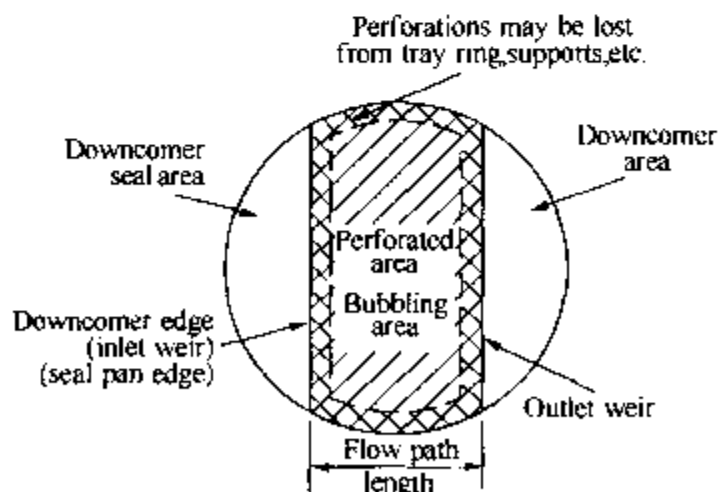 Perforations may be lost
from tray ring,supports,etc.
Downcomer
seal area
Downcomer
area
Perforated
area
Bubbling
area
Downcomer edge
(inlet weir)
(seal pan edge)
Outlet weir
Flow path
length